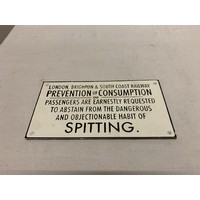 LONDON, BRIGHTON & SOUTH COAST RAILWAY
PREVENTION OF CONSUMPTION
PASSENGERS ARE EARNESTLY REQUESTED
TO ABSTAIN FROM THE DANGEROUS
AND OBJECTIONABLE HABIT OF
SPITTING.